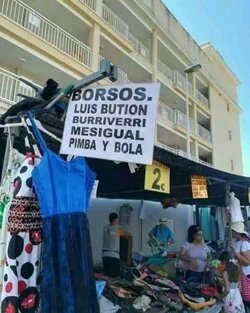 BORSOS.
LUIS BUTION
BURRIVERRI
MESIGUAL
PIMBA Y BOLA
2
€